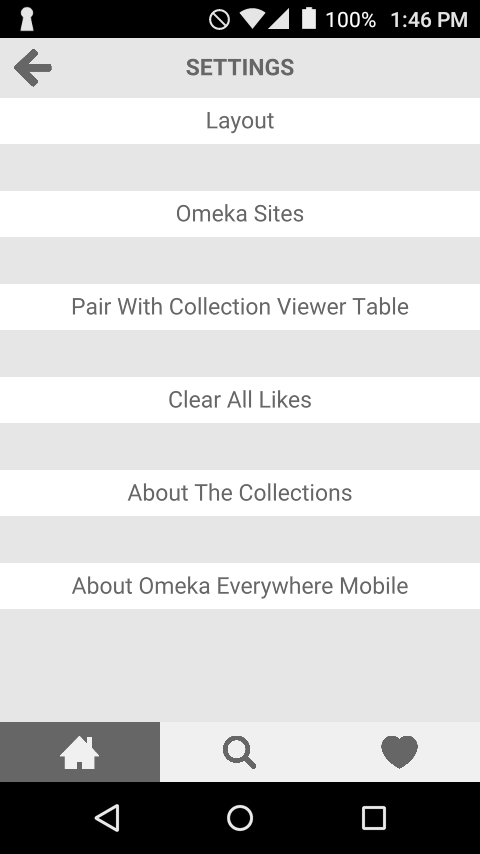 100% 1:46 PM
SETTINGS
Layout
Omeka Sites
Pair With Collection Viewer Table
Clear All Likes
About The Collections
About Omeka Everywhere Mobile